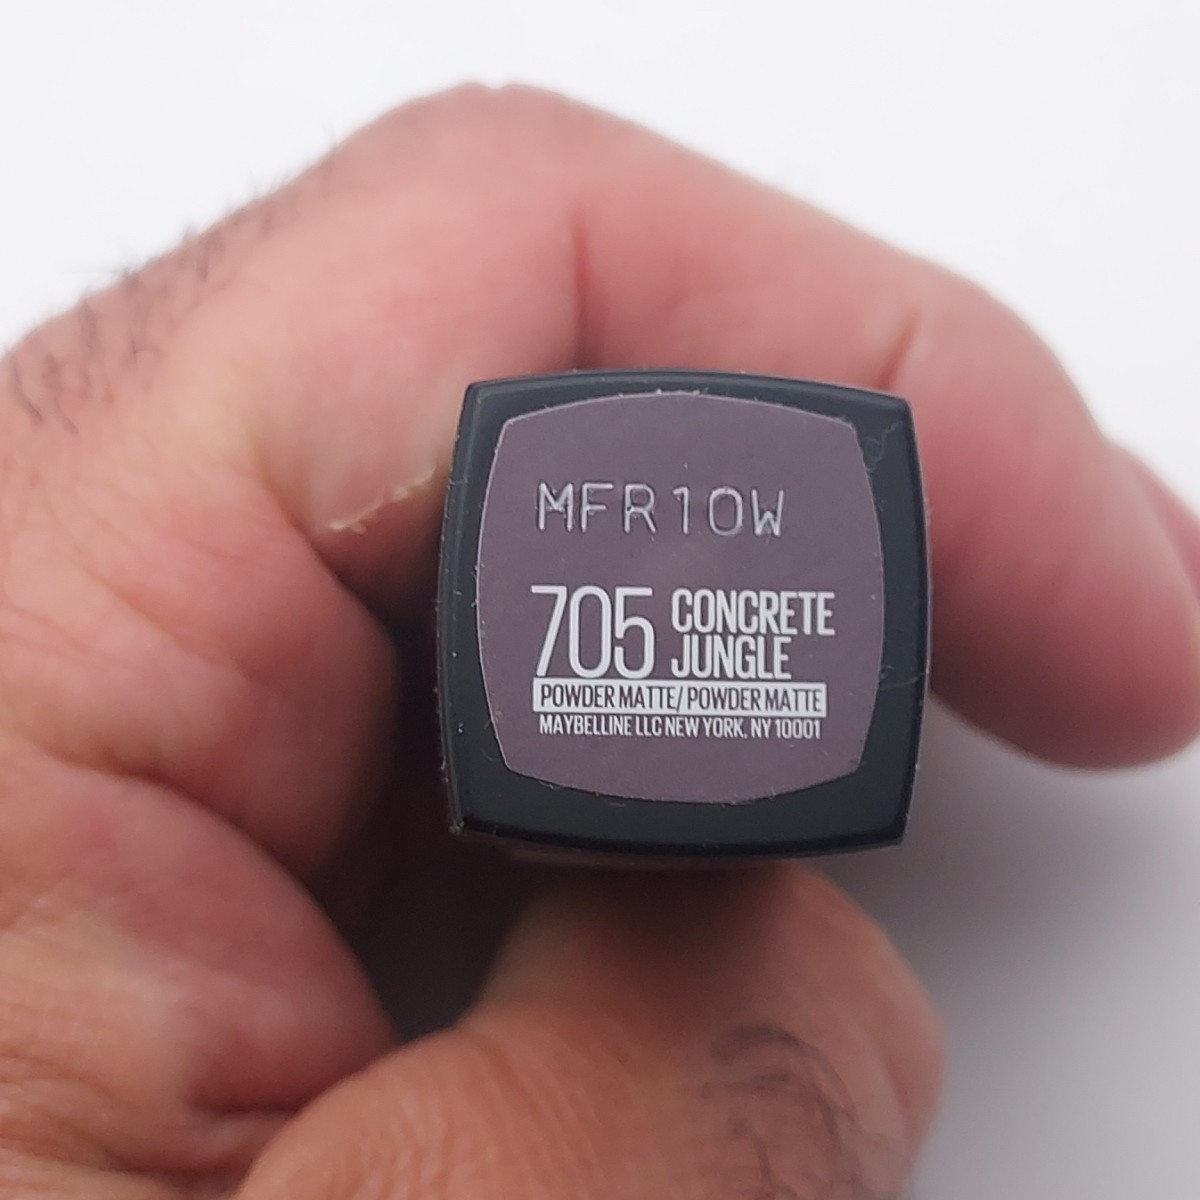 MFR10W
705 CONCRETE
JUNGLE
POWDER MATTE/POWDER MATTE
MAYBELLINE LLC NEW YORK, NY 10001